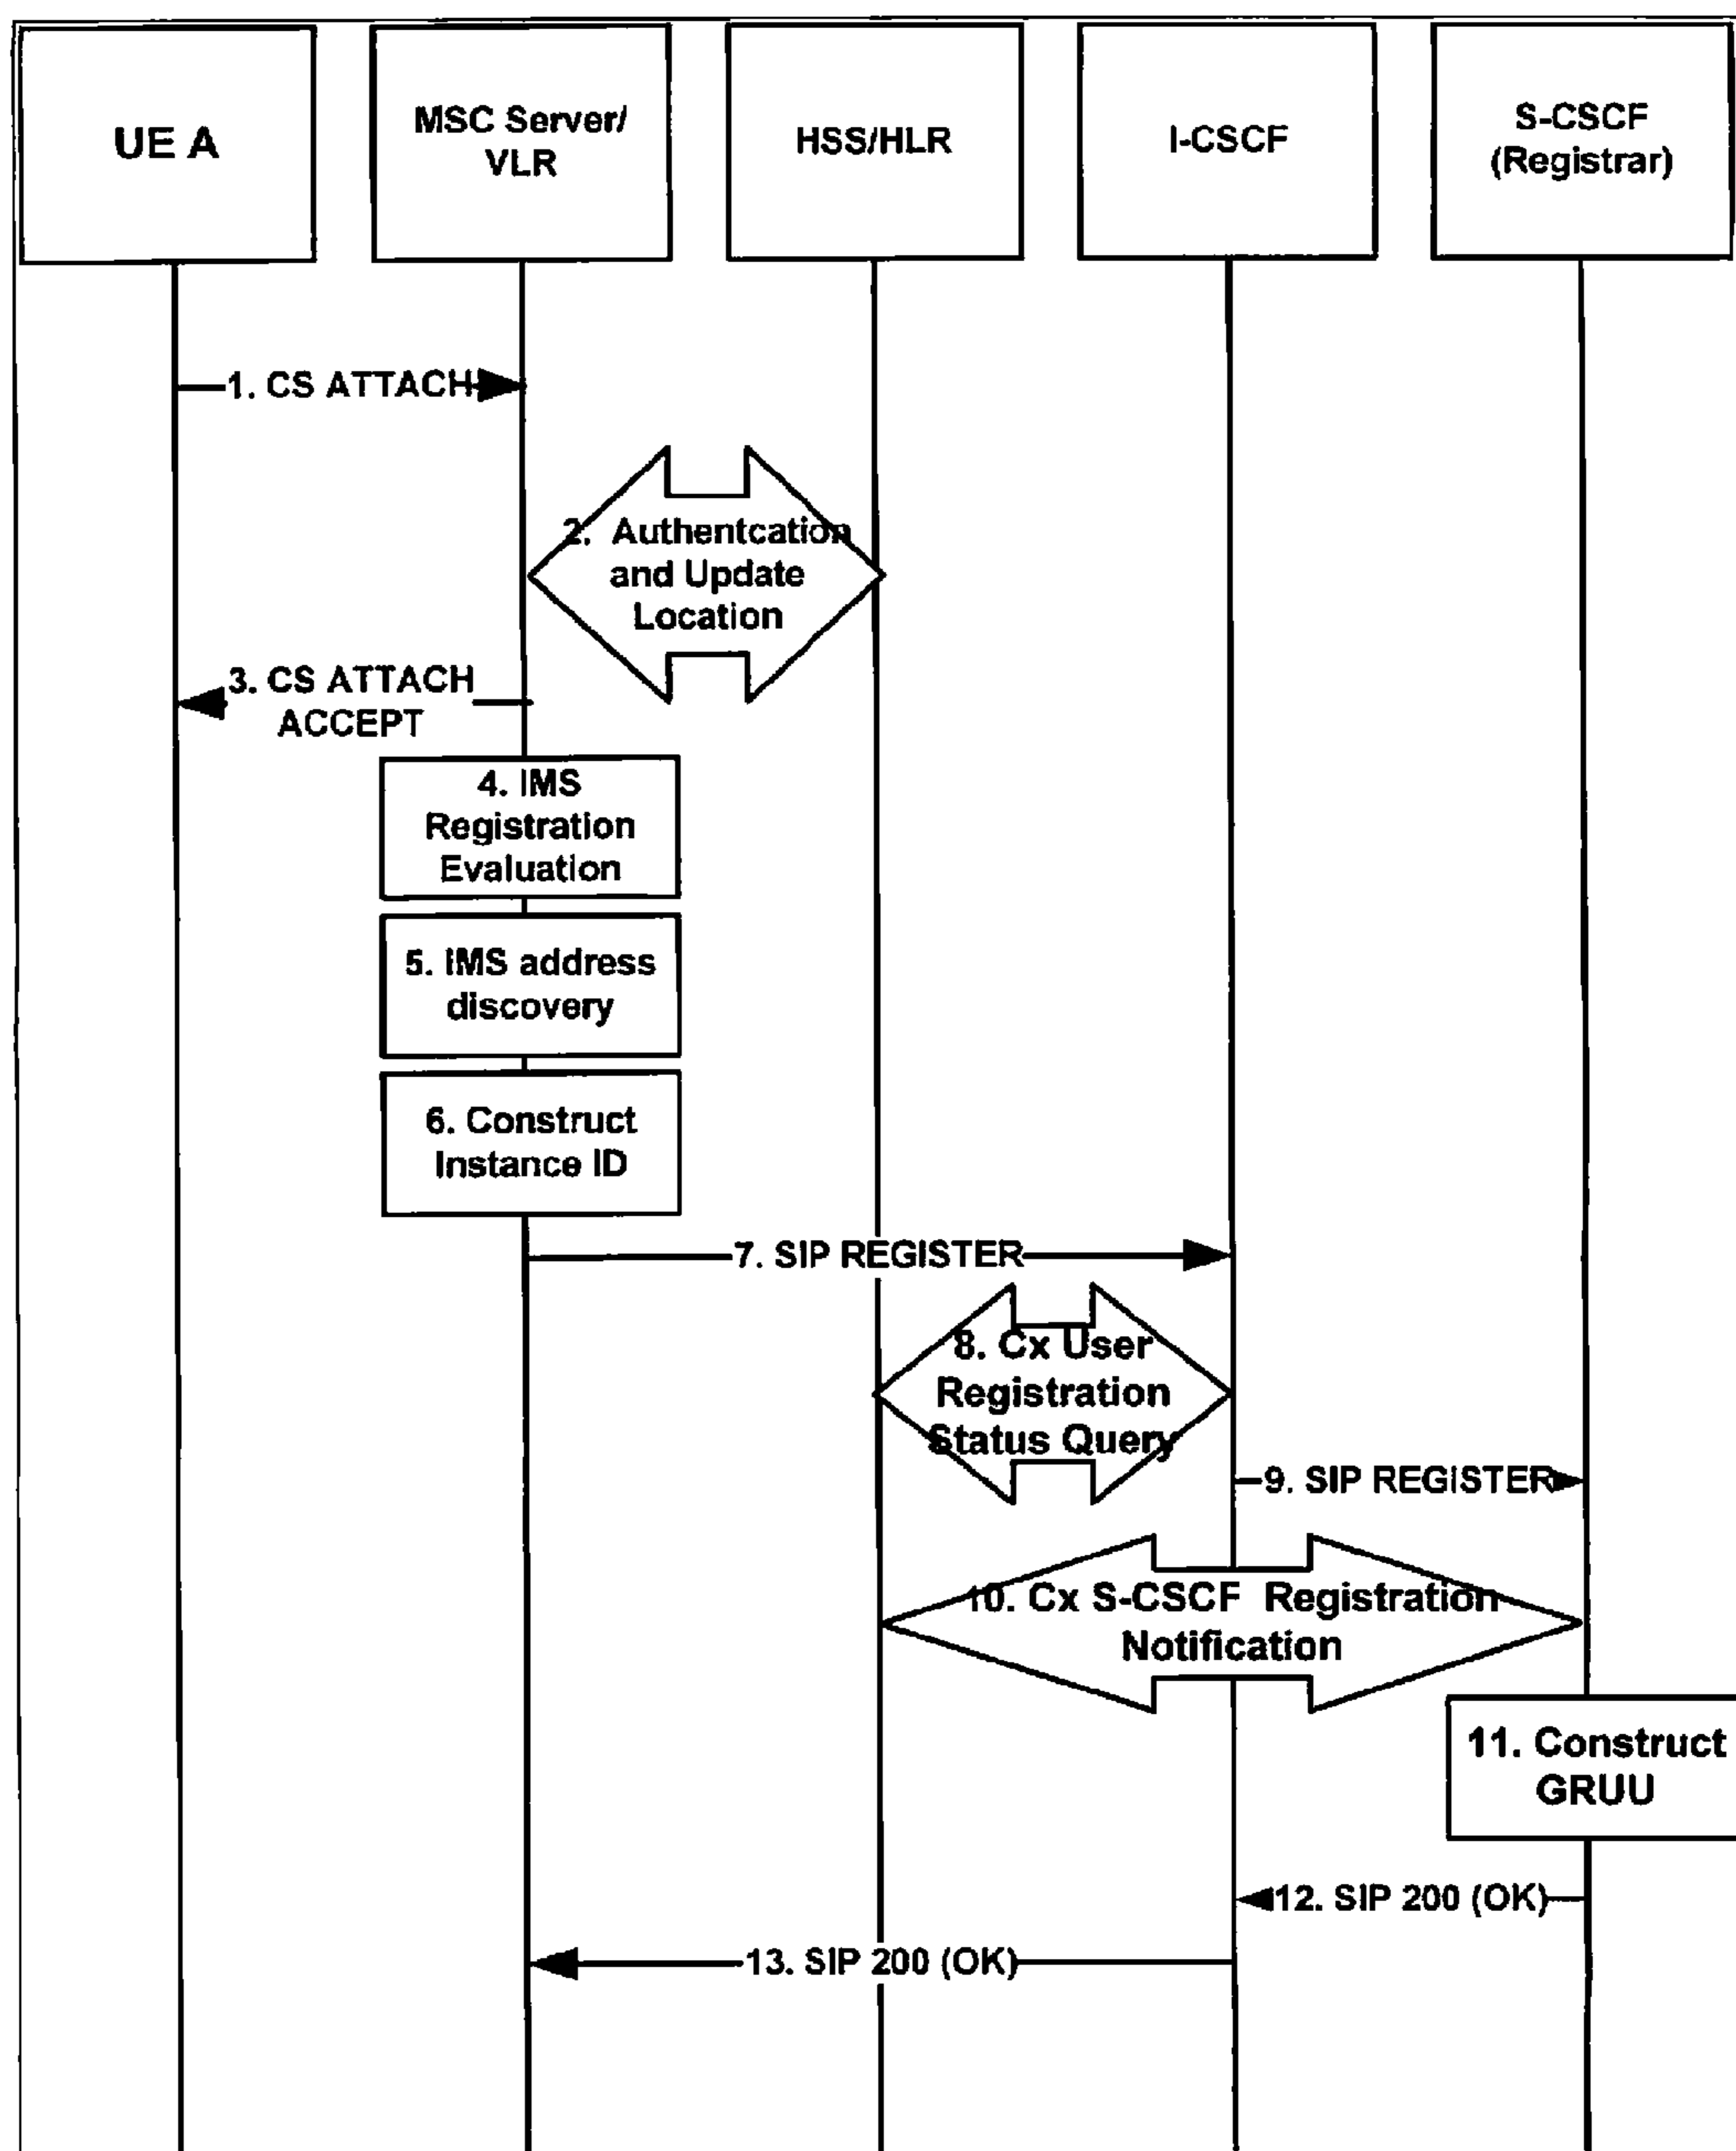 UE A
MSC Server/
VLR
HSS/HLR
I-CSCF
S-CSCF
(Registrar)
1. CS ATTACH
2. Authentcation
and Update
Location
3. CS ATTACH
ACCEPT
4. IMS
Registration
Evaluation
5. IMS address
discovery
6. Construct
Instance ID
7. SIP REGISTER
8. Cx User
Registration
Status Query
9. SIP REGISTER
10. Cx S-CSCF Registration
Notification
11. Construct
GRUU
12. SIP 200 (OK)
13. SIP 200 (OK)